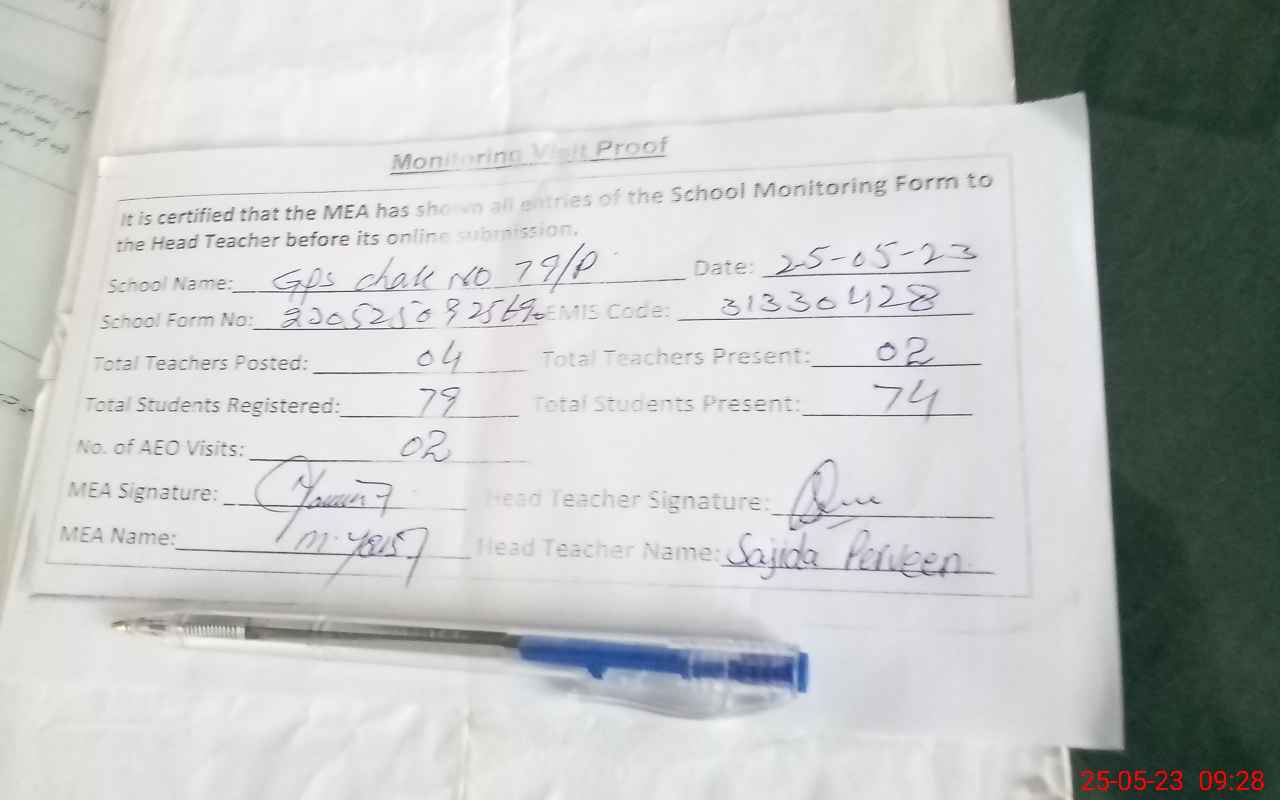 Monitoring Visit Proof
It is certified that the MEA has shown all entries of the School Monitoring Form to
the Head Teacher before its online submission.
School Name: GPS chak NO 79/P Date: 25-05-23
School Form No: EMIS Code: 31330428
Total Teachers Posted: 04 Total Teachers Present: 02
Total Students Registered: 79 Total Students Present: 74
No. of AEO Visits: 02
MEA Signature: Head Teacher Signature:
MEA Name: M. Head Teacher Name: Sajida Perveen
25-05-23 09:28